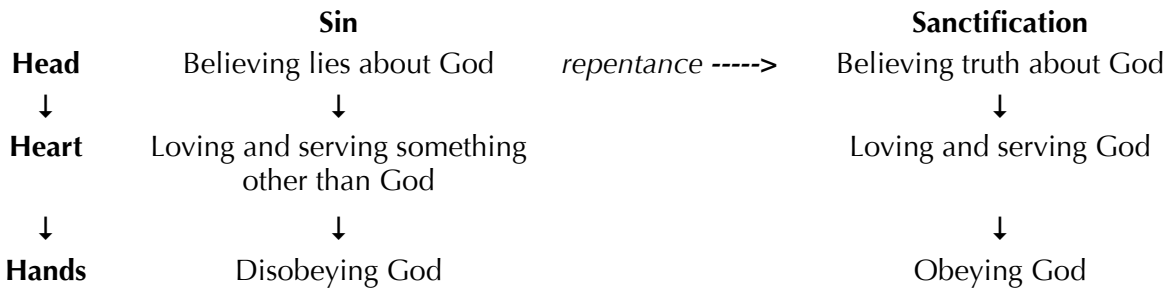 Sin Sanctification
Head Believing lies about God repentance -----> Believing truth about God
↓ ↓ ↓
Heart Loving and serving something Loving and serving God
other than God
↓ ↓ ↓
Hands Disobeying God Obeying God